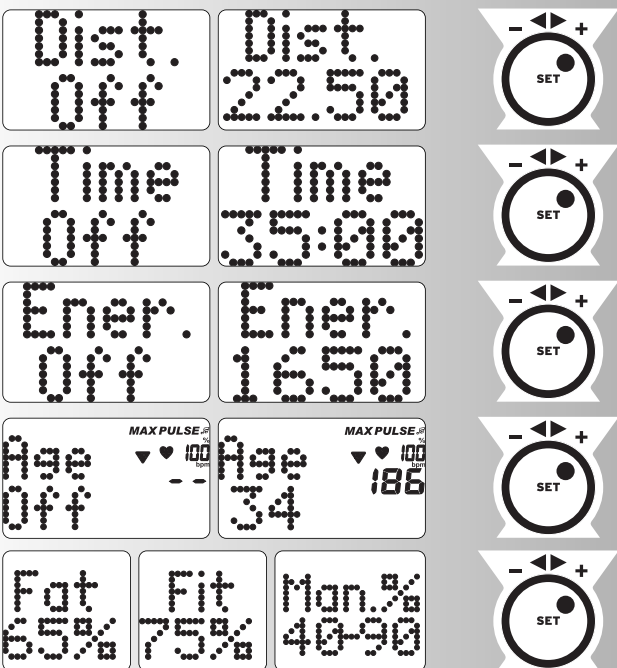 Dist.
Off
Dist.
22.50
- +
SET
Time
Off
Time
35:00
- +
SET
Ener.
Off
Ener.
1650
- +
SET
MAX PULSE
%
100
bpm
Age
Off
--
MAX PULSE
%
100
bpm
Age
186
34
- +
SET
Fat
65%
Fit
75%
Man.%
40-90
- +
SET